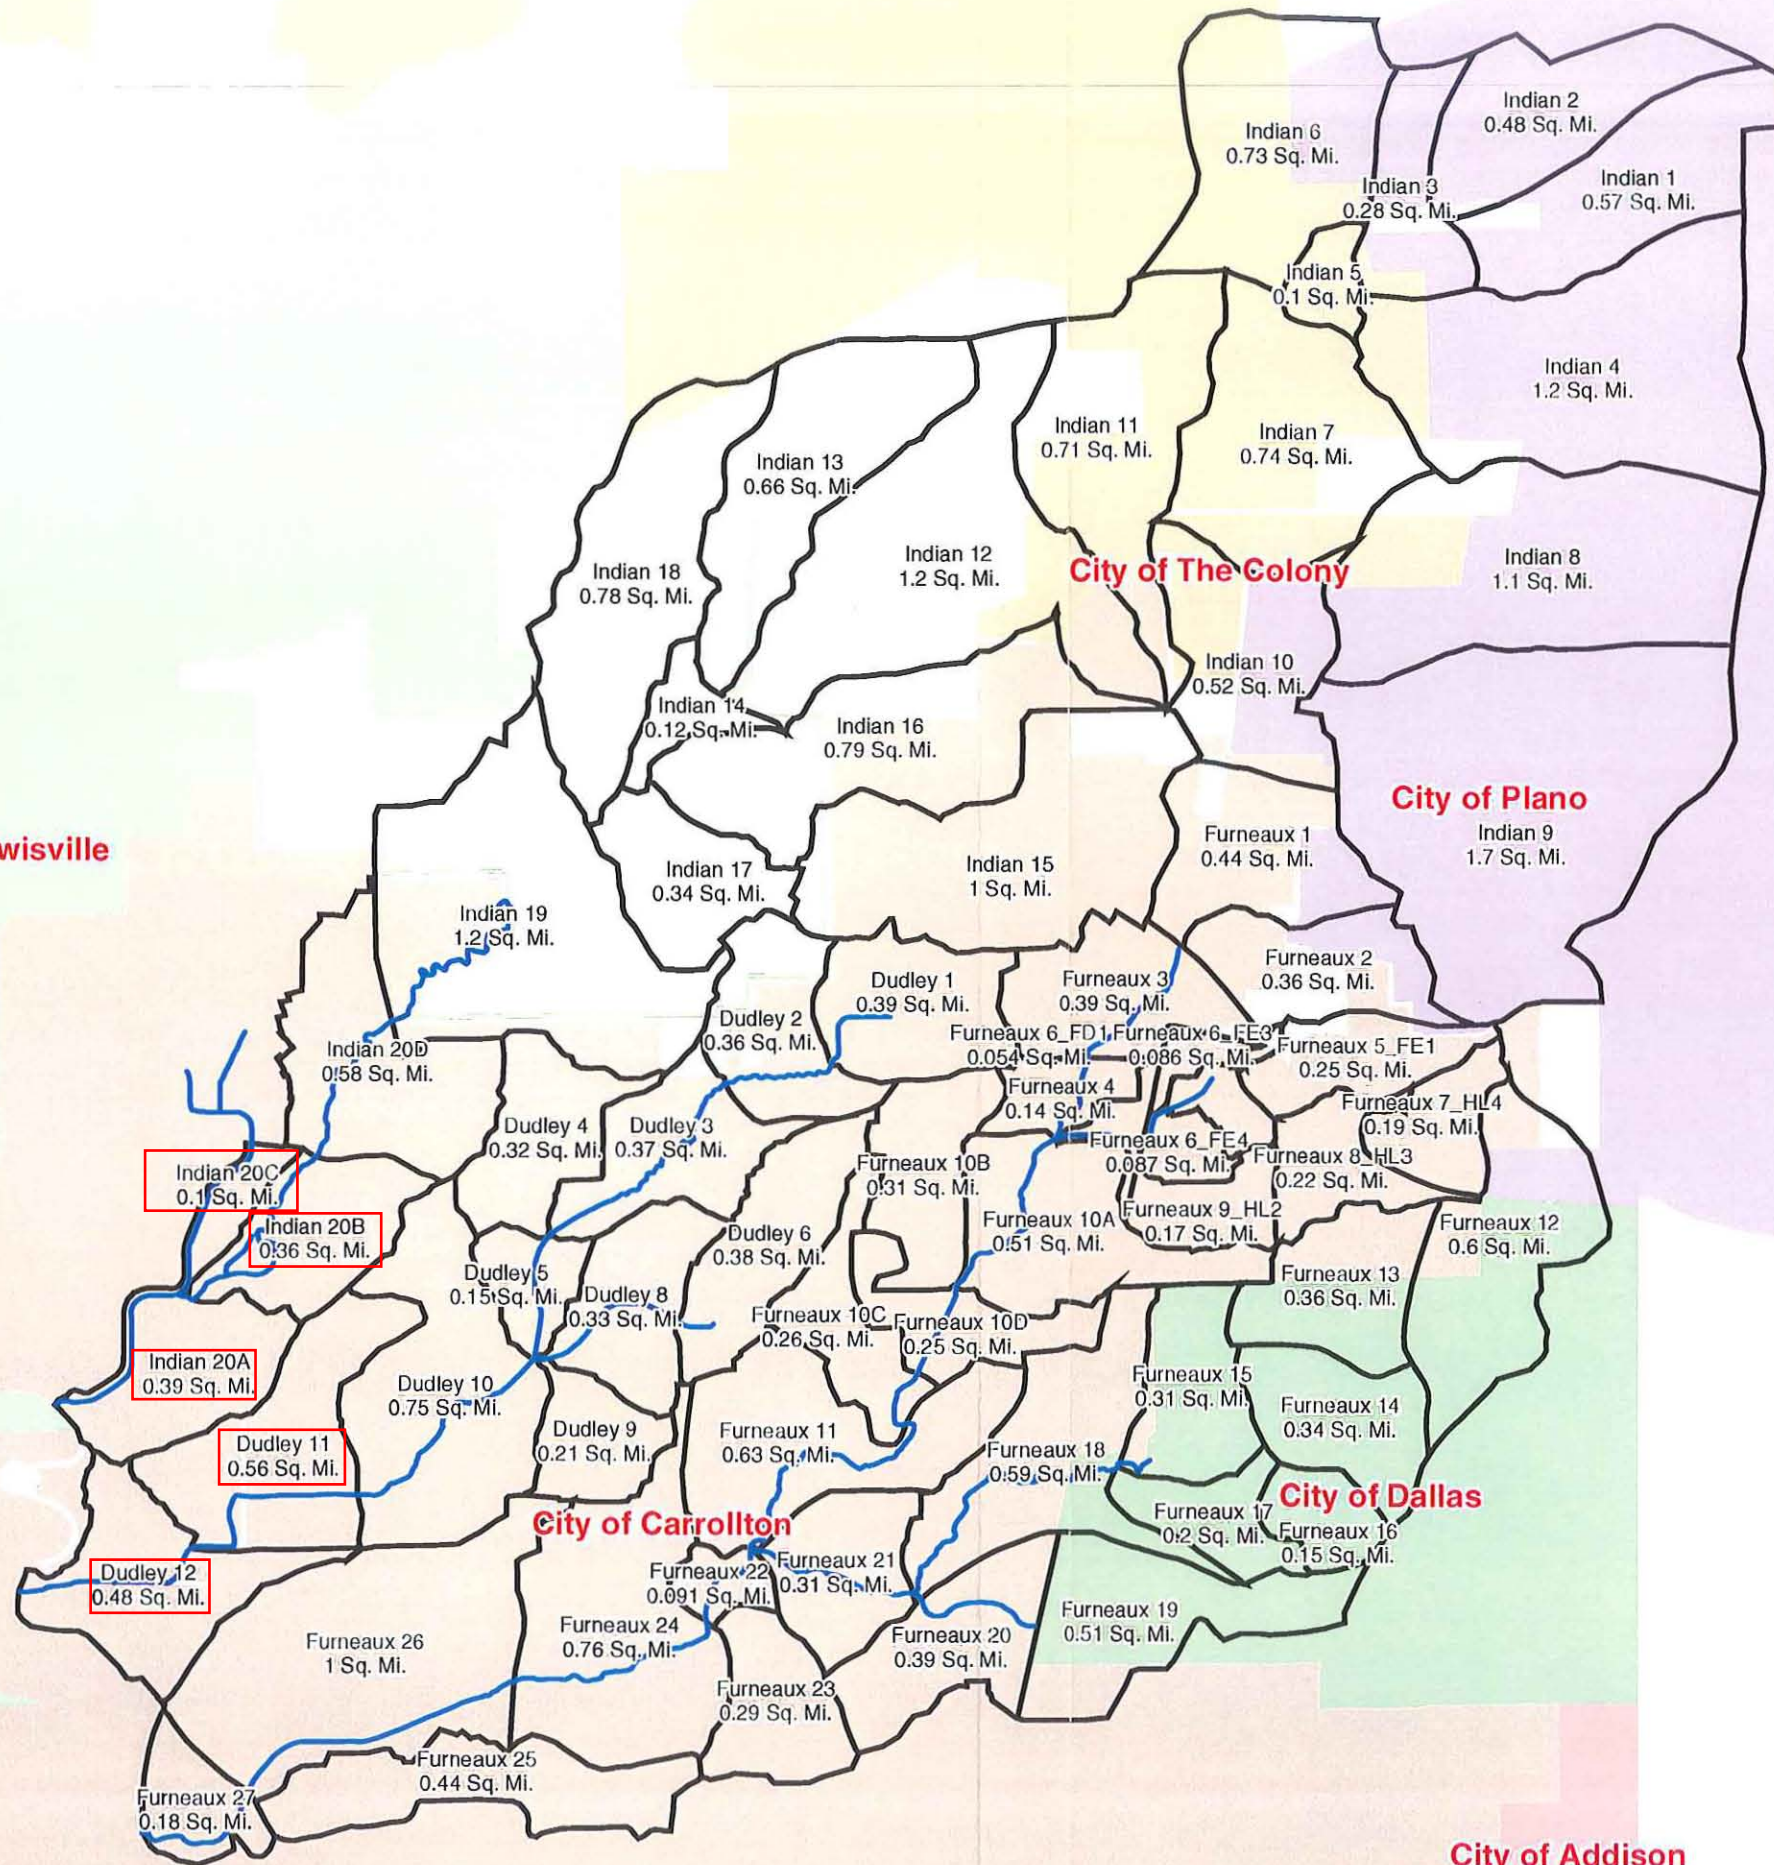 Indian 2
0.48 Sq. Mi.
Indian 6
0.73 Sq. Mi.
Indian 3
0.28 Sq. Mi.
Indian 1
0.57 Sq. Mi.
Indian 5
0.1 Sq. Mi.
Indian 4
1.2 Sq. Mi.
Indian 11
0.71 Sq. Mi.
Indian 7
0.74 Sq. Mi.
Indian 13
0.66 Sq. Mi.
Indian 18
0.78 Sq. Mi.
Indian 12
1.2 Sq. Mi.
City of The Colony
Indian 8
1.1 Sq. Mi.
Indian 10
0.52 Sq. Mi.
Indian 14
0.12 Sq. Mi.
Indian 16
0.79 Sq. Mi.
City of Plano
Indian 9
1.7 Sq. Mi.
wisville
Indian 17
0.34 Sq. Mi.
Indian 15
1 Sq. Mi.
Furneaux 1
0.44 Sq. Mi.
Indian 19
1.2 Sq. Mi.
Dudley 1
0.39 Sq. Mi.
Furneaux 3
0.39 Sq. Mi.
Furneaux 2
0.36 Sq. Mi.
Dudley 2
0.36 Sq. Mi.
Furneaux 6_FD1
0.054 Sq. Mi.
Furneaux 6_FE3
0.086 Sq. Mi.
Furneaux 5_FE1
0.25 Sq. Mi.
Indian 20D
0.58 Sq. Mi.
Furneaux 4
0.14 Sq. Mi.
Furneaux 7_HL4
0.19 Sq. Mi.
Dudley 4
0.32 Sq. Mi.
Dudley 3
0.37 Sq. Mi.
Furneaux 6_FE4
0.087 Sq. Mi.
Furneaux 8_HL3
0.22 Sq. Mi.
Indian 20C
0.1 Sq. Mi.
Furneaux 10B
0.31 Sq. Mi.
Indian 20B
0.36 Sq. Mi.
Dudley 6
0.38 Sq. Mi.
Furneaux 10A
0.51 Sq. Mi.
Furneaux 9_HL2
0.17 Sq. Mi.
Furneaux 12
0.6 Sq. Mi.
Dudley 5
0.15 Sq. Mi.
Dudley 8
0.33 Sq. Mi.
Furneaux 13
0.36 Sq. Mi.
Furneaux 10C
0.26 Sq. Mi.
Furneaux 10D
0.25 Sq. Mi.
Indian 20A
0.39 Sq. Mi.
Dudley 10
0.75 Sq. Mi.
Furneaux 15
0.31 Sq. Mi.
Furneaux 14
0.34 Sq. Mi.
Dudley 11
0.56 Sq. Mi.
Dudley 9
0.21 Sq. Mi.
Furneaux 11
0.63 Sq. Mi.
Furneaux 18
0.59 Sq. Mi.
City of Dallas
City of Carrollton
Furneaux 17
0.2 Sq. Mi.
Furneaux 16
0.15 Sq. Mi.
Dudley 12
0.48 Sq. Mi.
Furneaux 22
0.091 Sq. Mi.
Furneaux 21
0.31 Sq. Mi.
Furneaux 26
1 Sq. Mi.
Furneaux 24
0.76 Sq. Mi.
Furneaux 20
0.39 Sq. Mi.
Furneaux 19
0.51 Sq. Mi.
Furneaux 23
0.29 Sq. Mi.
Furneaux 25
0.44 Sq. Mi.
Furneaux 27
0.18 Sq. Mi.
City of Addison